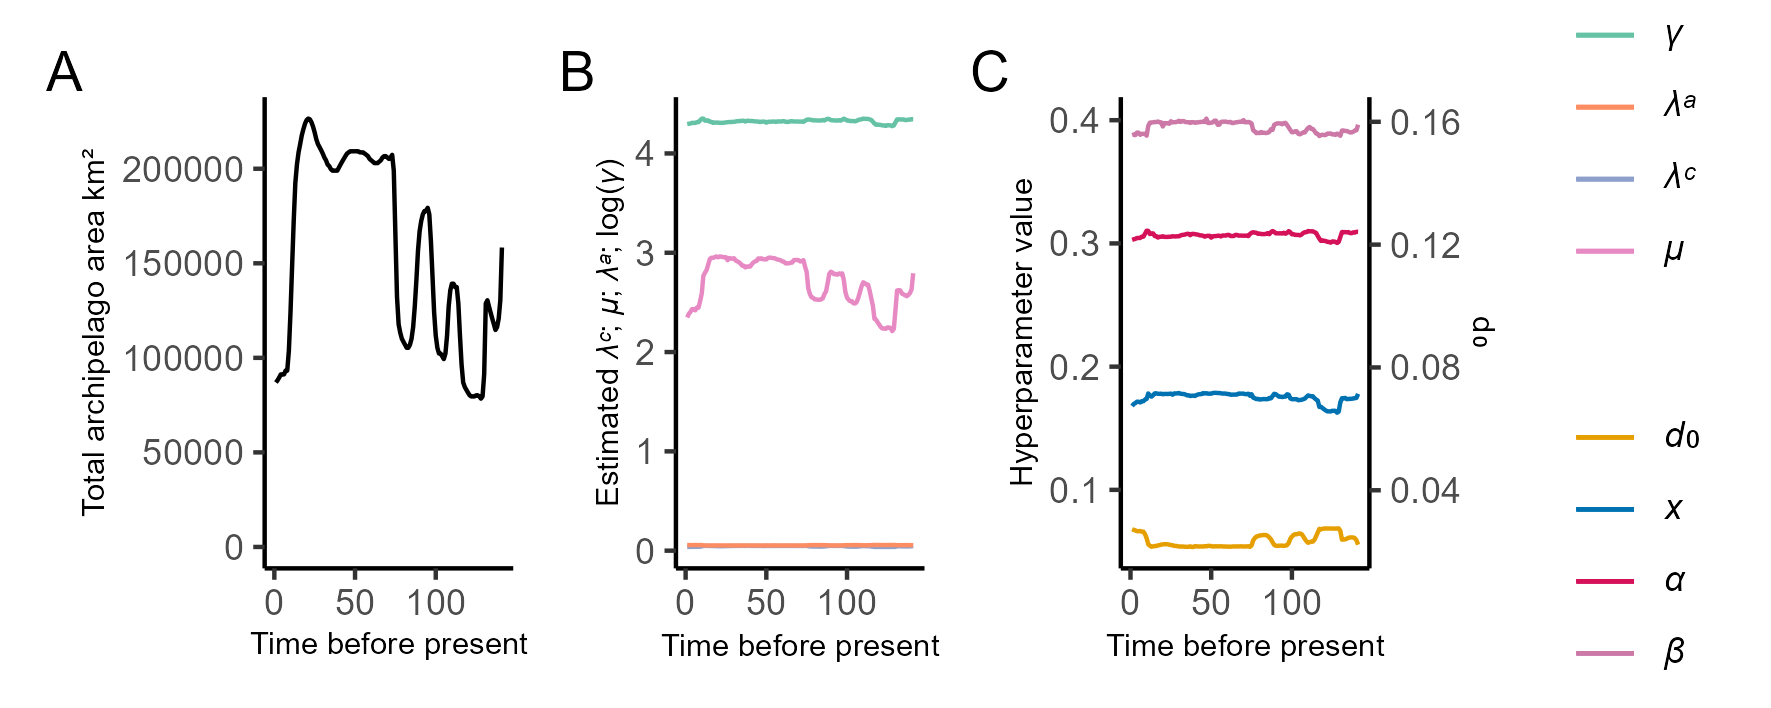 A
B
C
Total archipelago area km²
200000
150000
100000
50000
0
0 50 100
Time before present
Estimated λᶜ; μ; λᵃ; log(γ)
4
3
2
1
0
0 50 100
Time before present
Hyperparameter value
0.4
0.3
0.2
0.1
0.16
0.12
0.08
0.04
d₀
0 50 100
Time before present
γ
λᵃ
λᶜ
μ
d₀
x
α
β